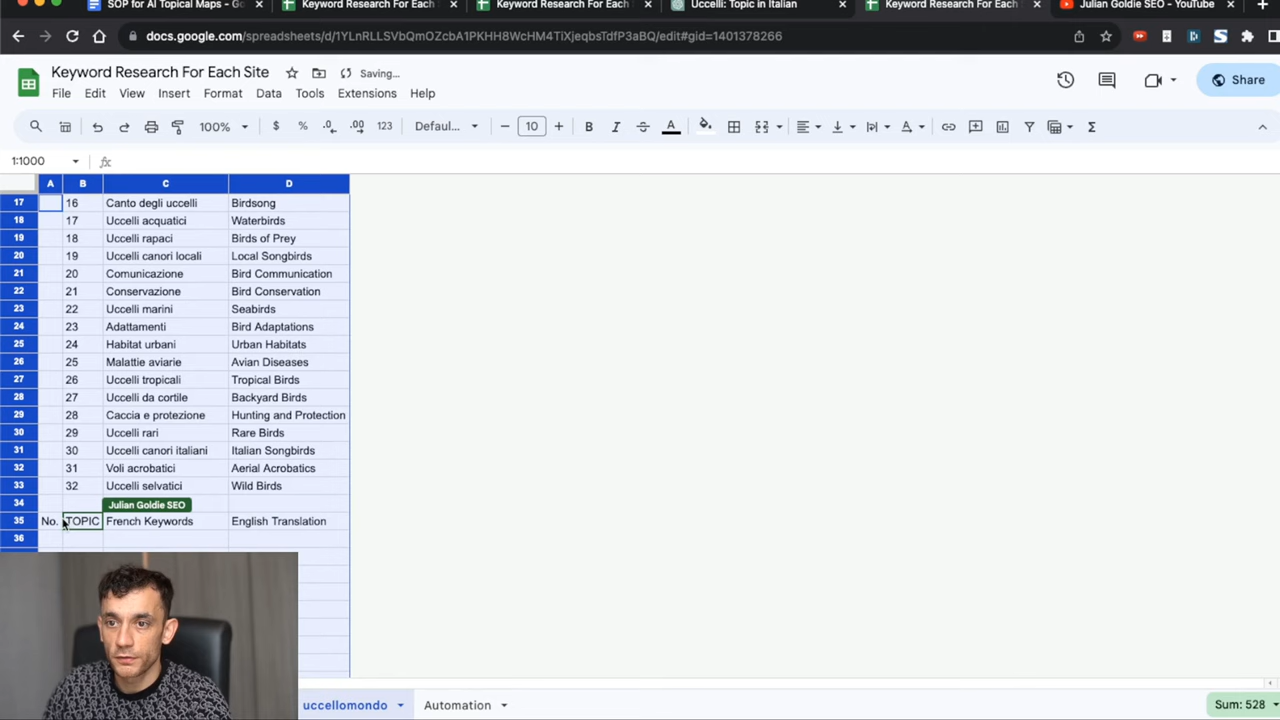 SOP for AI Topical Maps - Go
Keyword Research For Each
Keyword Research For Each S
Uccelli: Topic in Italian
Keyword Research For Each
Julian Goldie SEO - YouTube
docs.google.com/spreadsheets/d/1YLnRLLSVbQmOZcbA1PKHH8WcHM4TiXjeqbsTdfP3aBQ/edit#gid=1401378266
Keyword Research For Each Site
Saving...
File Edit View Insert Format Data Tools Extensions Help
Share
100% $ % .0 .00 123 Defaul... 10 B I A
1:1000 fx
A B C D
17 16 Canto degli uccelli Birdsong
18 17 Uccelli acquatici Waterbirds
19 18 Uccelli rapaci Birds of Prey
20 19 Uccelli canori locali Local Songbirds
21 20 Comunicazione Bird Communication
22 21 Conservazione Bird Conservation
23 22 Uccelli marini Seabirds
24 23 Adattamenti Bird Adaptations
25 24 Habitat urbani Urban Habitats
26 25 Malattie aviarie Avian Diseases
27 26 Uccelli tropicali Tropical Birds
28 27 Uccelli da cortile Backyard Birds
29 28 Caccia e protezione Hunting and Protection
30 29 Uccelli rari Rare Birds
31 30 Uccelli canori italiani Italian Songbirds
32 31 Voli acrobatici Aerial Acrobatics
33 32 Uccelli selvatici Wild Birds
34 Julian Goldie SEO
35 No. TOPIC French Keywords English Translation
36
uccellomondo Automation Sum: 528